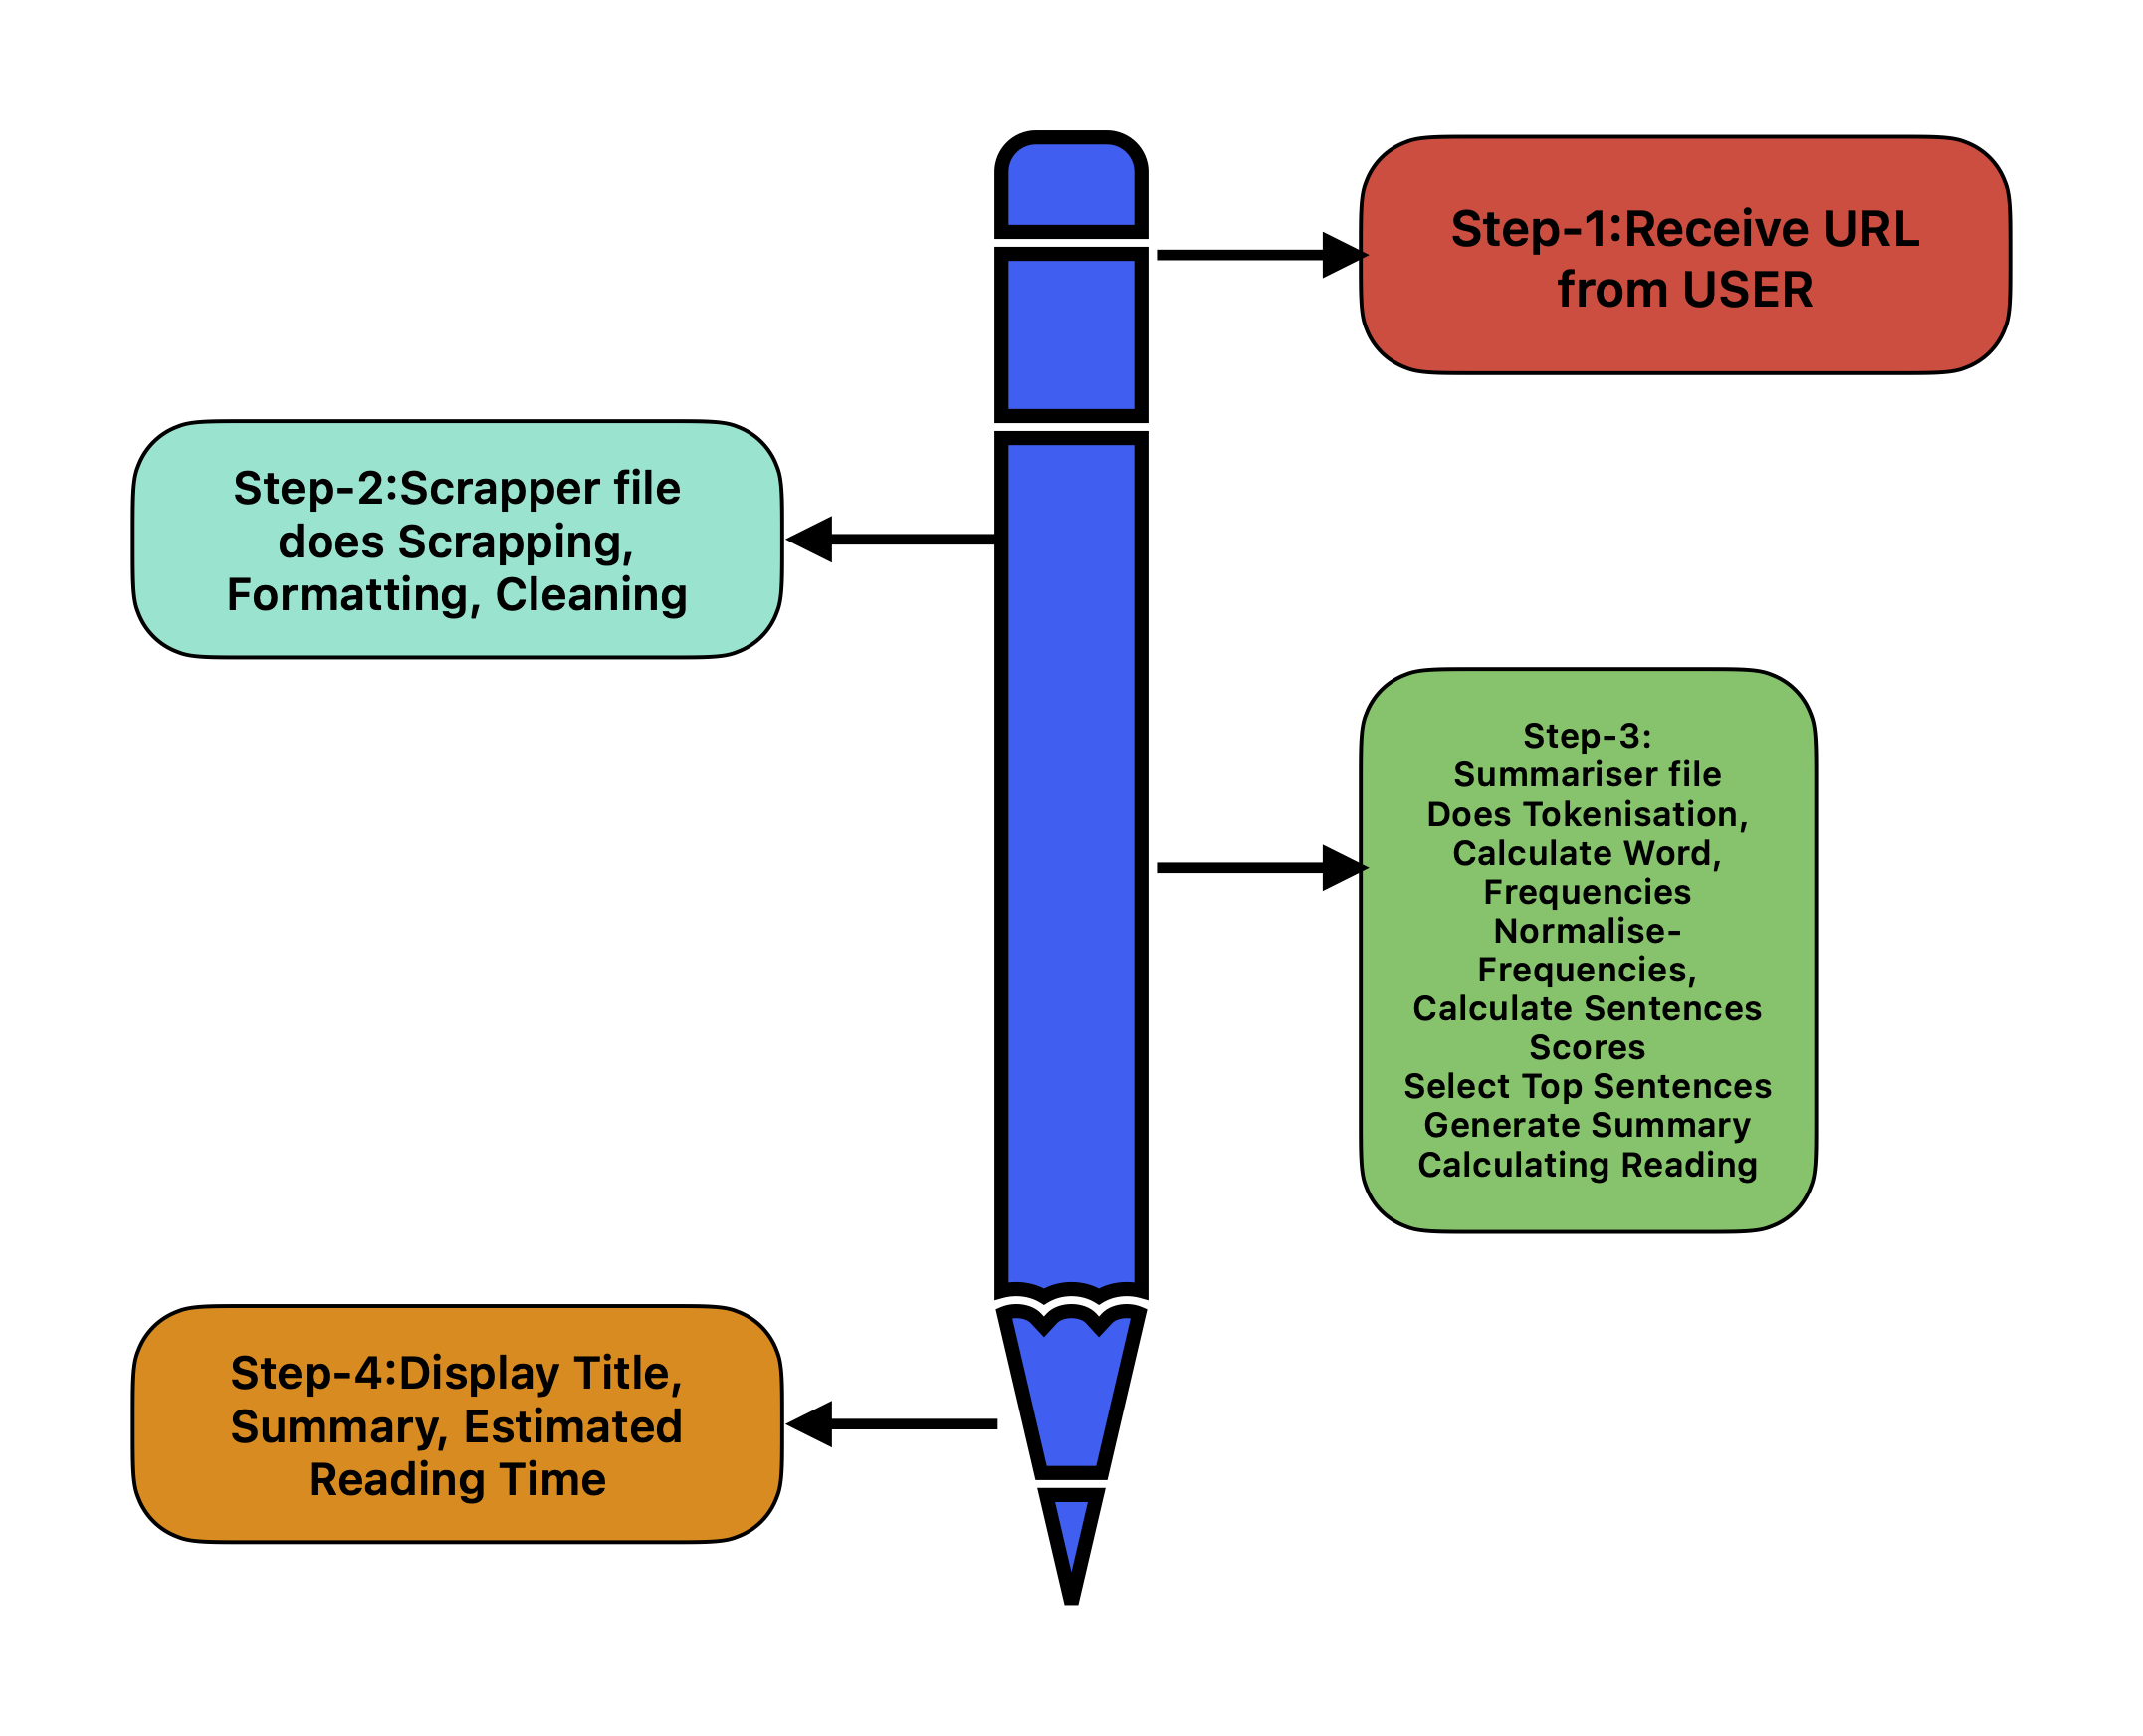 Step-1:Receive URL
from USER
Step-2:Scrapper file
does Scrapping,
Formatting, Cleaning
Step-3:
Summariser file
Does Tokenisation,
Calculate Word,
Frequencies
Normalise-
Frequencies,
Calculate Sentences
Scores
Select Top Sentences
Generate Summary
Calculating Reading
Step-4:Display Title,
Summary, Estimated
Reading Time